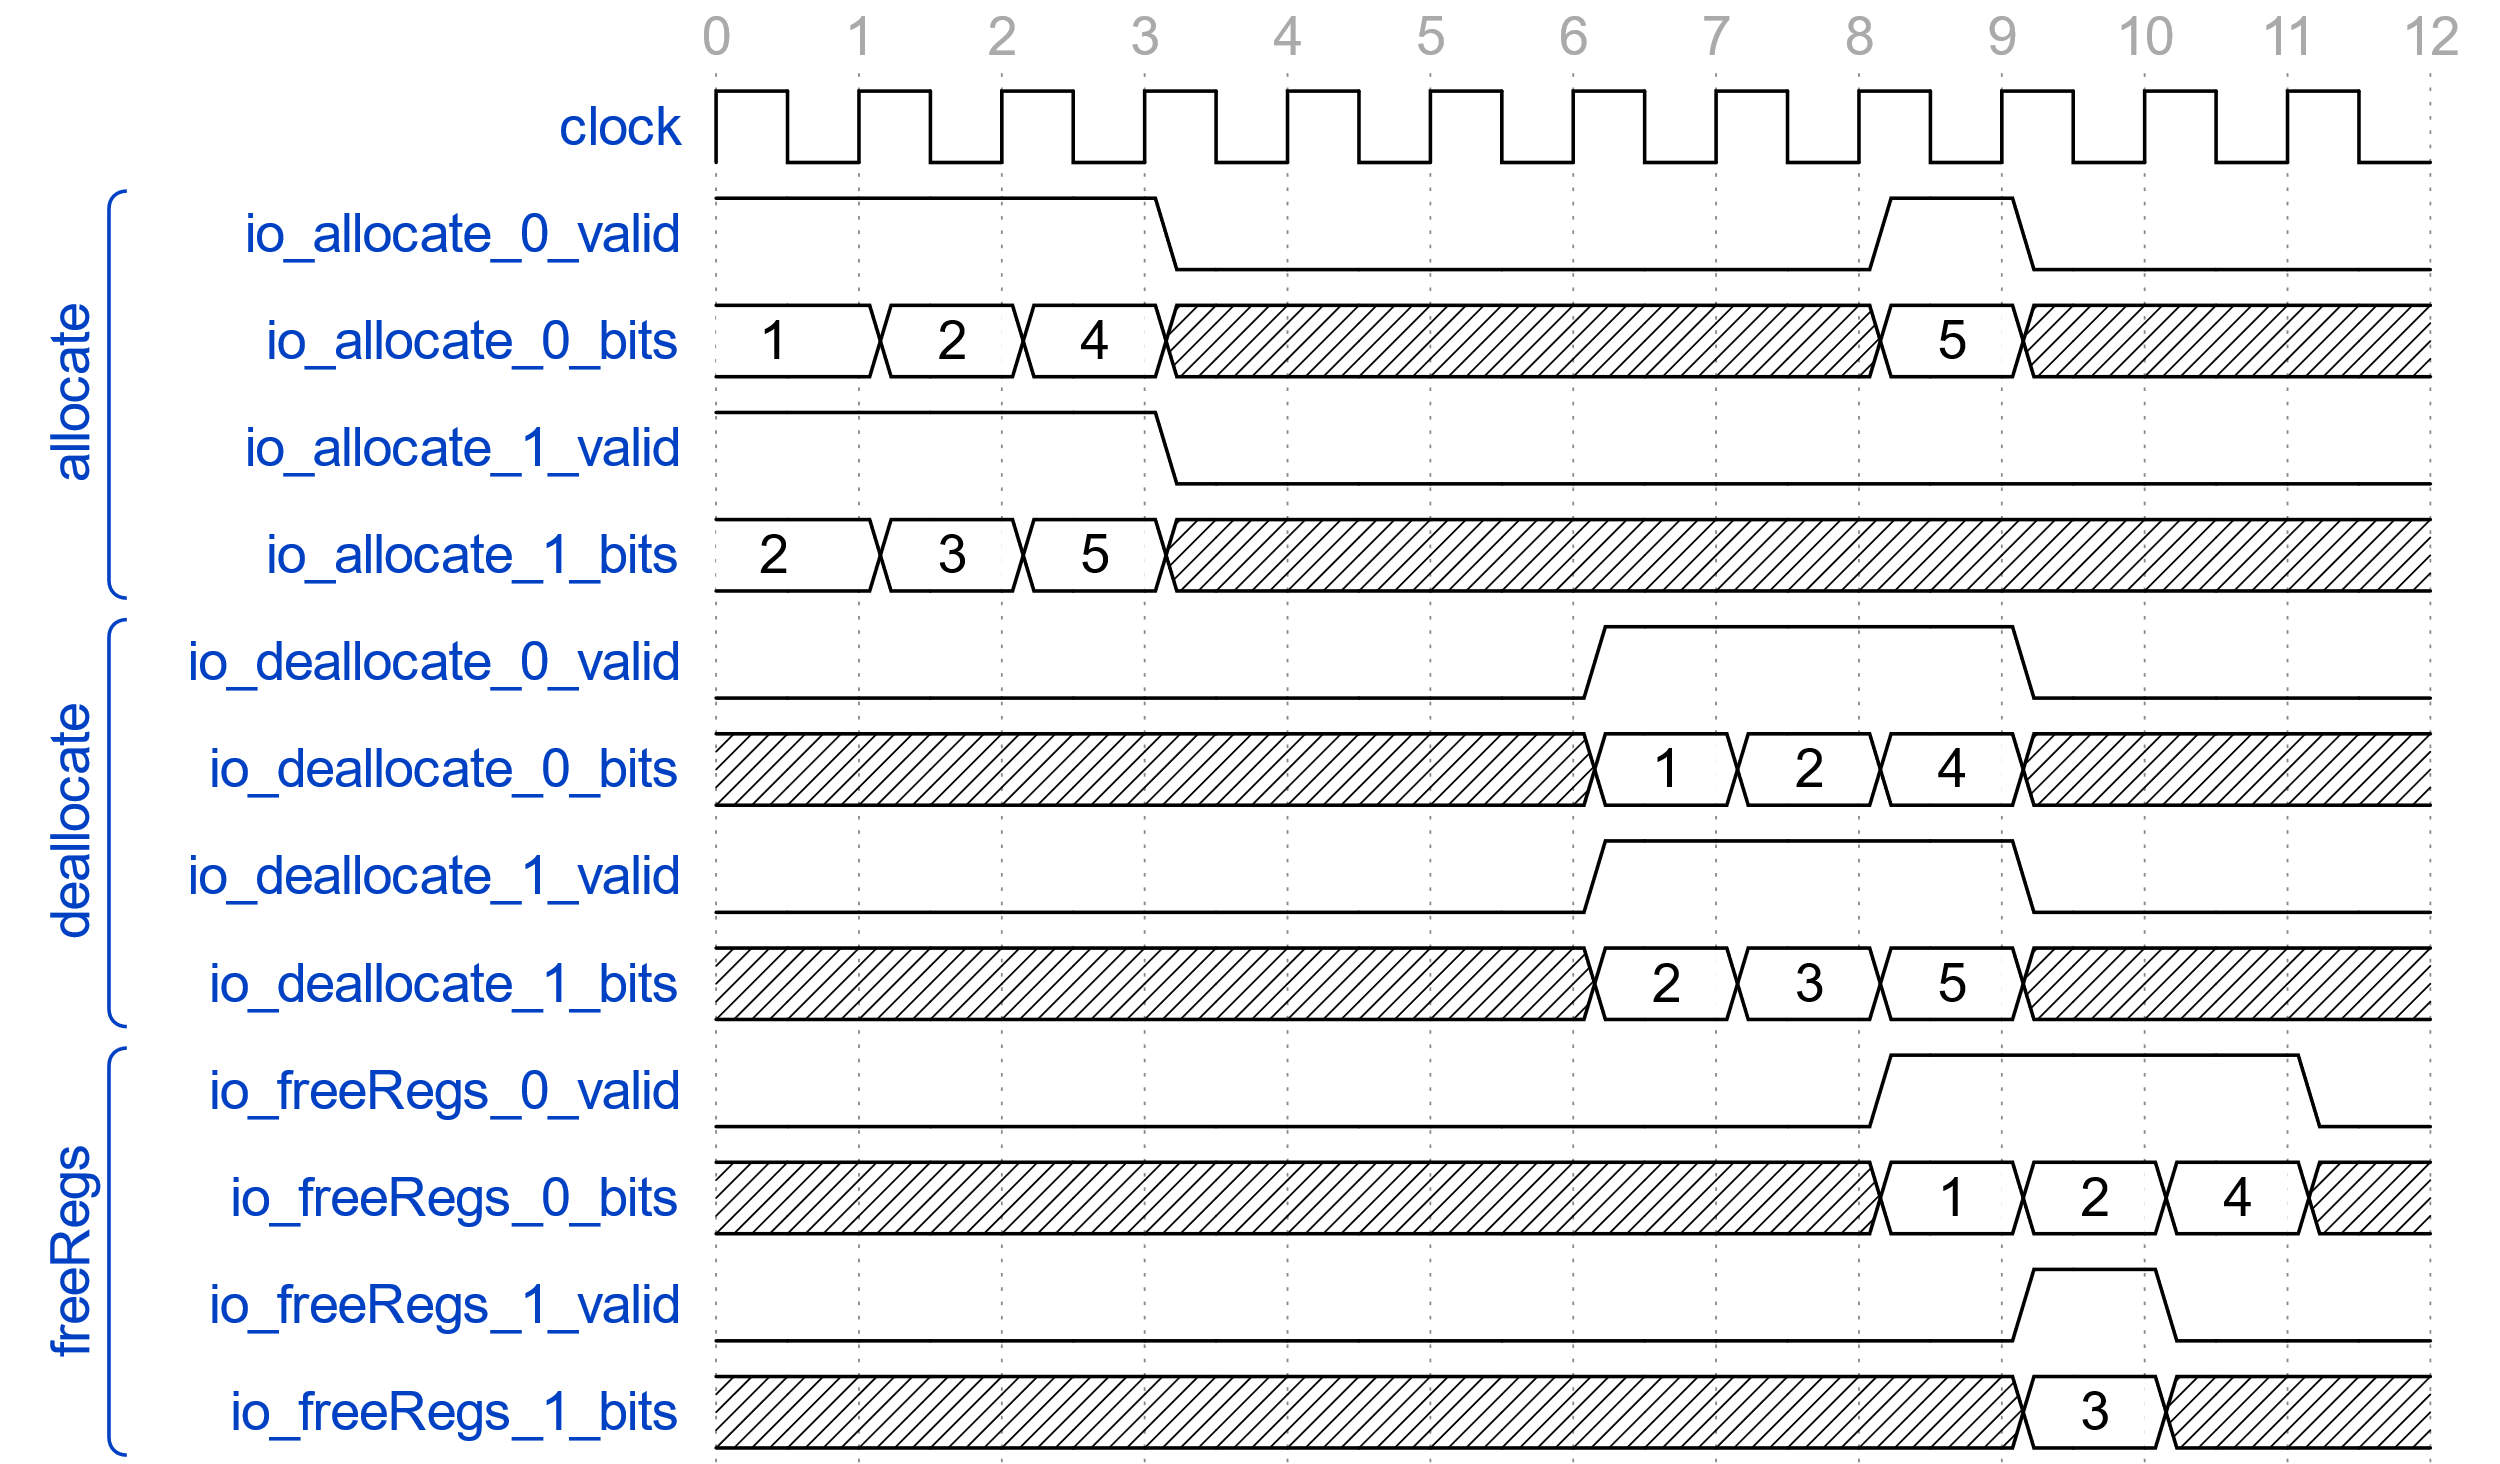 0 1 2 3 4 5 6 7 8 9 10 11 12
clock
allocate
io_allocate_0_valid
io_allocate_0_bits 1 2 4 5
io_allocate_1_valid
io_allocate_1_bits 2 3 5
deallocate
io_deallocate_0_valid
io_deallocate_0_bits 1 2 4
io_deallocate_1_valid
io_deallocate_1_bits 2 3 5
freeRegs
io_freeRegs_0_valid
io_freeRegs_0_bits 1 2 4
io_freeRegs_1_valid
io_freeRegs_1_bits 3